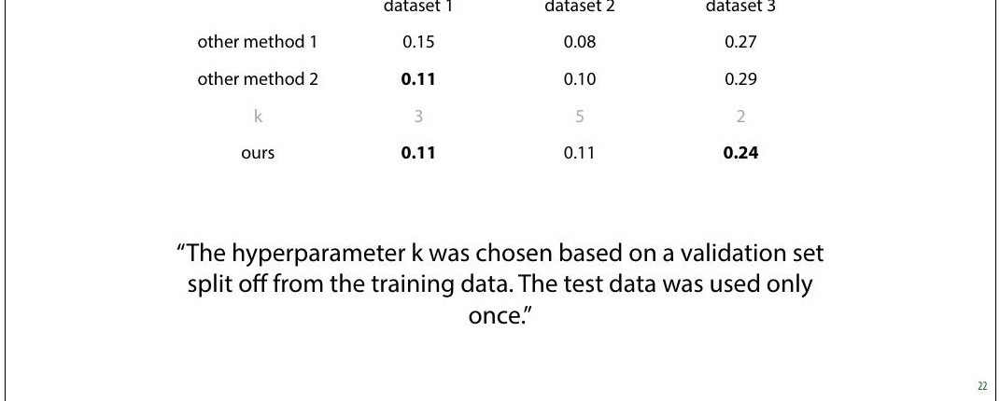 dataset 1 dataset 2 dataset 3
other method 1 0.15 0.08 0.27
other method 2 0.11 0.10 0.29
k 3 5 2
ours 0.11 0.11 0.24
“The hyperparameter k was chosen based on a validation set
split off from the training data. The test data was used only
once.”
22